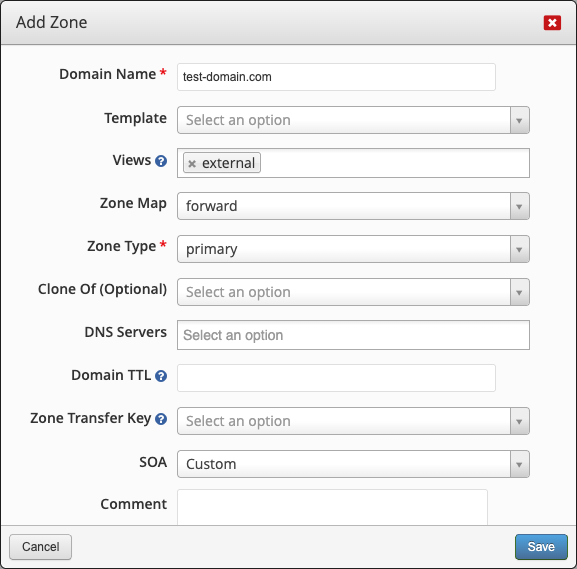 Add Zone
Domain Name * test-domain.com
Template Select an option
Views ? × external
Zone Map forward
Zone Type * primary
Clone Of (Optional) Select an option
DNS Servers Select an option
Domain TTL ?
Zone Transfer Key ? Select an option
SOA Custom
Comment
Cancel Save